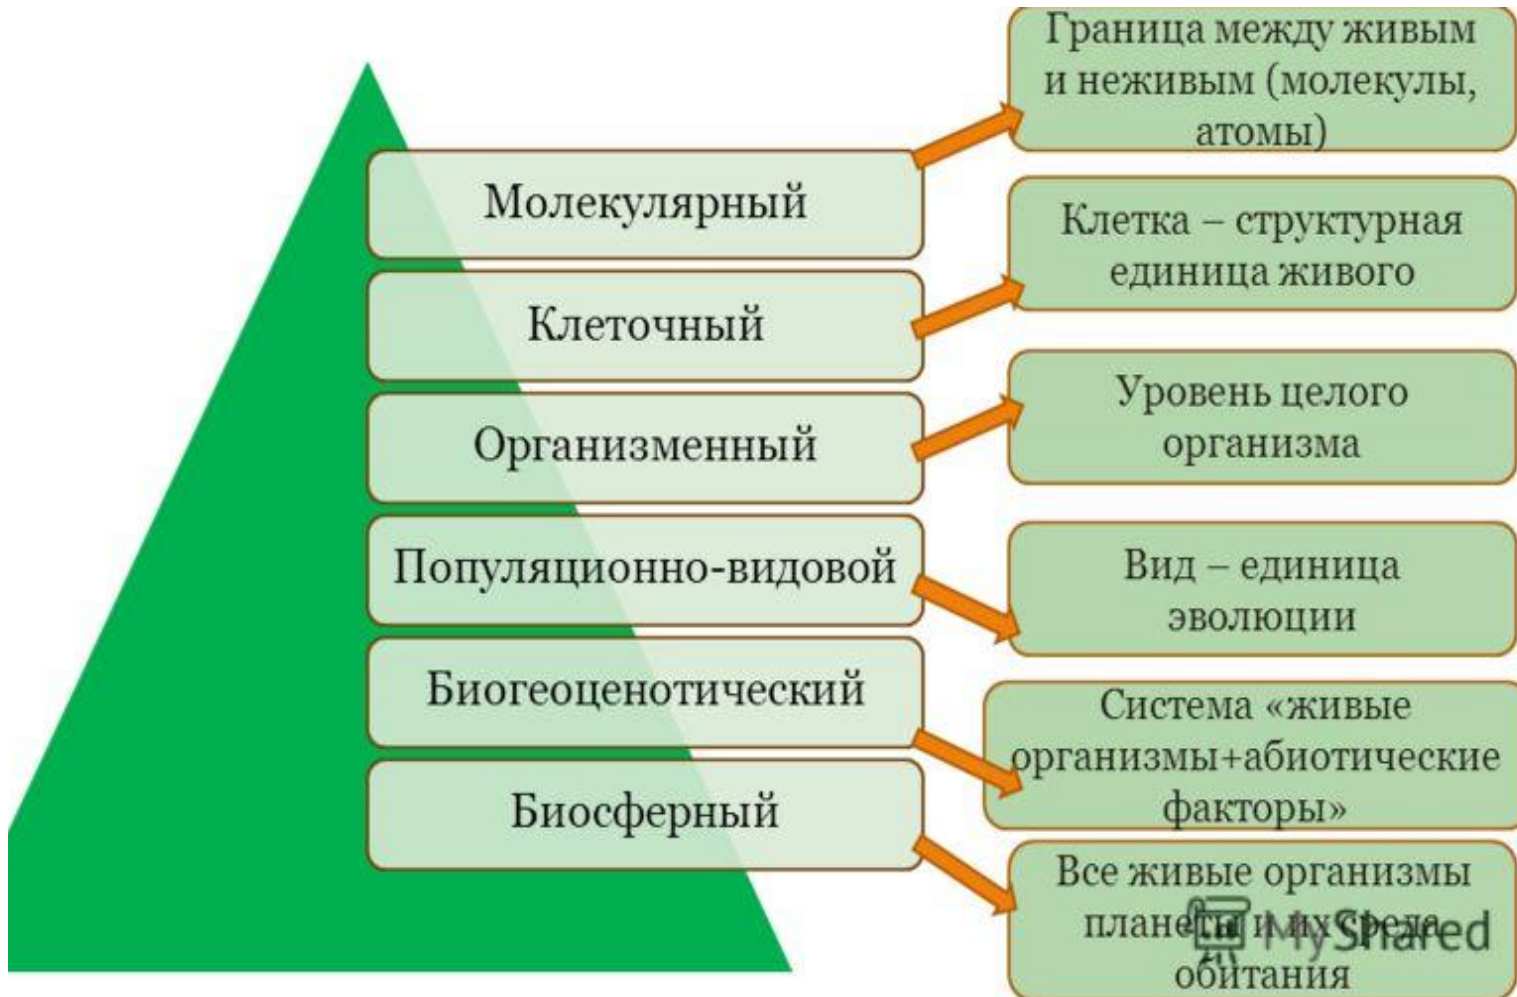 Граница между живым
и неживым (молекулы,
атомы)
Молекулярный
Клетка – структурная
единица живого
Клеточный
Уровень целого
организма
Организменный
Вид – единица
эволюции
Популяционно-видовой
Система «живые
организмы+абиотические
факторы»
Биогеоценотический
Биосферный
Все живые организмы
планеты и их среда
обитания
MyShared